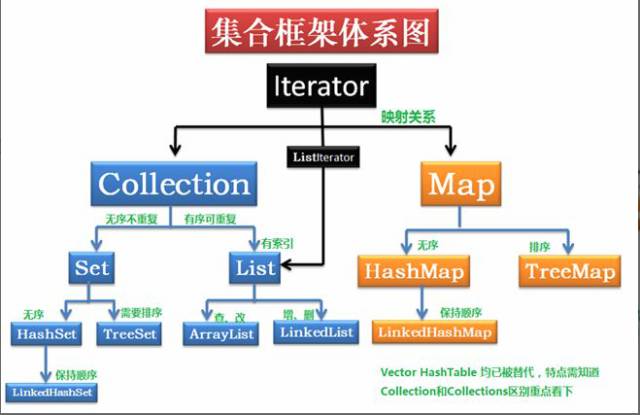 集合框架体系图
Iterator
映射关系
ListIterator
Collection
Map
无序不重复
有序可重复
有索引
无序
排序
Set
List
HashMap
TreeMap
无序
需要排序
查、改
增、删
保持顺序
HashSet
TreeSet
ArrayList
LinkedList
LinkedHashMap
保持顺序
LinkedHashSet
Vector HashTable 均已被替代，特点需知道
Collection和Collections区别重点看下